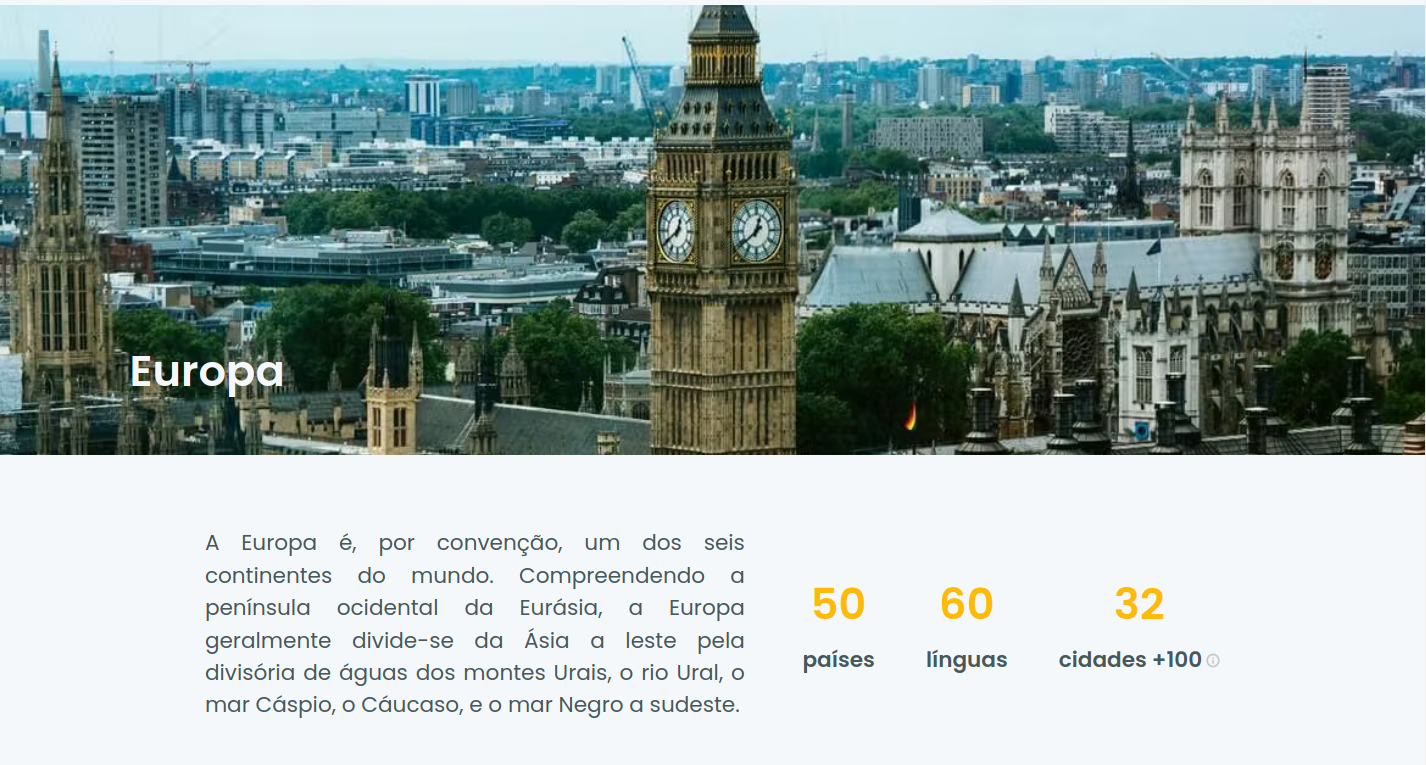 Europa
A Europa é, por convenção, um dos seis
continentes do mundo. Compreendendo a
península ocidental da Eurásia, a Europa
geralmente divide-se da Ásia a leste pela
divisória de águas dos montes Urais, o rio Ural, o
mar Cáspio, o Cáucaso, e o mar Negro a sudeste.
50
países
60
línguas
32
cidades +100